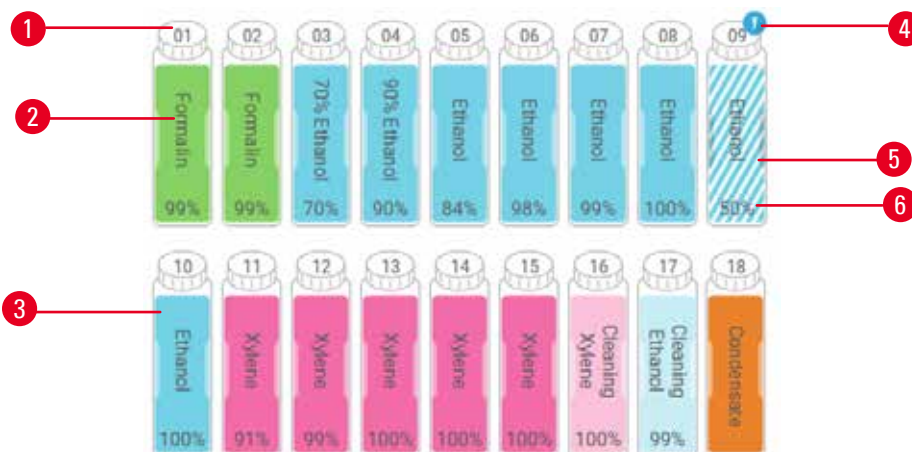 1
01 02 03 04 05 06 07 08 09
4
2
Formalin Formalin 70% Ethanol 90% Ethanol Ethanol Ethanol Ethanol Ethanol Ethanol
5
99% 99% 70% 90% 84% 98% 99% 100% 50%
6
10 11 12 13 14 15 16 17 18
3
Ethanol Xylene Xylene Xylene Xylene Xylene Cleaning Xylene Cleaning Ethanol Condensate
100% 91% 99% 100% 100% 100% 100% 99%